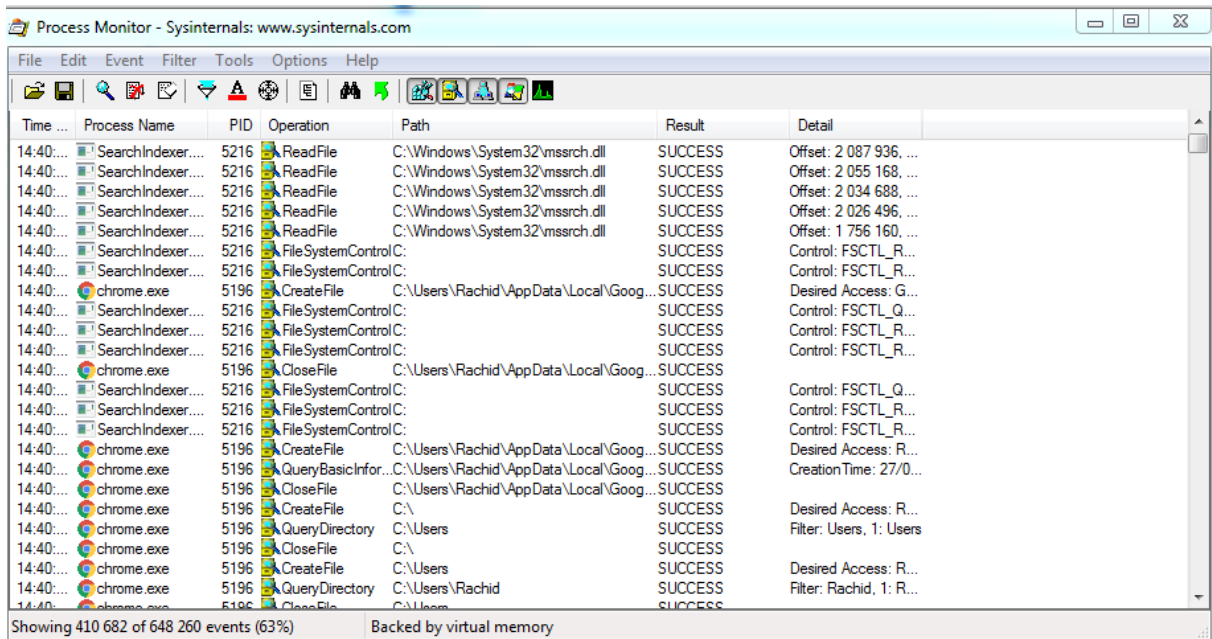 Process Monitor - Sysinternals: www.sysinternals.com
File Edit Event Filter Tools Options Help
Time ... Process Name PID Operation Path Result Detail
14:40:... SearchIndexer.... 5216 ReadFile C:\Windows\System32\mssrch.dll SUCCESS Offset: 2 087 936, ...
14:40:... SearchIndexer.... 5216 ReadFile C:\Windows\System32\mssrch.dll SUCCESS Offset: 2 055 168, ...
14:40:... SearchIndexer.... 5216 ReadFile C:\Windows\System32\mssrch.dll SUCCESS Offset: 2 034 688, ...
14:40:... SearchIndexer.... 5216 ReadFile C:\Windows\System32\mssrch.dll SUCCESS Offset: 2 026 496, ...
14:40:... SearchIndexer.... 5216 ReadFile C:\Windows\System32\mssrch.dll SUCCESS Offset: 1 756 160, ...
14:40:... SearchIndexer.... 5216 FileSystemControl C: SUCCESS Control: FSCTL_R...
14:40:... SearchIndexer.... 5216 FileSystemControl C: SUCCESS Control: FSCTL_R...
14:40:... chrome.exe 5196 CreateFile C:\Users\Rachid\AppData\Local\Goog... SUCCESS Desired Access: G...
14:40:... SearchIndexer.... 5216 FileSystemControl C: SUCCESS Control: FSCTL_Q...
14:40:... SearchIndexer.... 5216 FileSystemControl C: SUCCESS Control: FSCTL_R...
14:40:... SearchIndexer.... 5216 FileSystemControl C: SUCCESS Control: FSCTL_R...
14:40:... chrome.exe 5196 CloseFile C:\Users\Rachid\AppData\Local\Goog... SUCCESS
14:40:... SearchIndexer.... 5216 FileSystemControl C: SUCCESS Control: FSCTL_Q...
14:40:... SearchIndexer.... 5216 FileSystemControl C: SUCCESS Control: FSCTL_R...
14:40:... SearchIndexer.... 5216 FileSystemControl C: SUCCESS Control: FSCTL_R...
14:40:... chrome.exe 5196 CreateFile C:\Users\Rachid\AppData\Local\Goog... SUCCESS Desired Access: R...
14:40:... chrome.exe 5196 QueryBasicInfor... C:\Users\Rachid\AppData\Local\Goog... SUCCESS CreationTime: 27/0...
14:40:... chrome.exe 5196 CloseFile C:\Users\Rachid\AppData\Local\Goog... SUCCESS
14:40:... chrome.exe 5196 CreateFile C:\ SUCCESS Desired Access: R...
14:40:... chrome.exe 5196 QueryDirectory C:\Users SUCCESS Filter: Users, 1: Users
14:40:... chrome.exe 5196 CloseFile C:\ SUCCESS
14:40:... chrome.exe 5196 CreateFile C:\Users SUCCESS Desired Access: R...
14:40:... chrome.exe 5196 QueryDirectory C:\Users\Rachid SUCCESS Filter: Rachid, 1: R...
14:40:... chrome.exe 5196 CloseFile C:\Users SUCCESS
Showing 410 682 of 648 260 events (63%) Backed by virtual memory